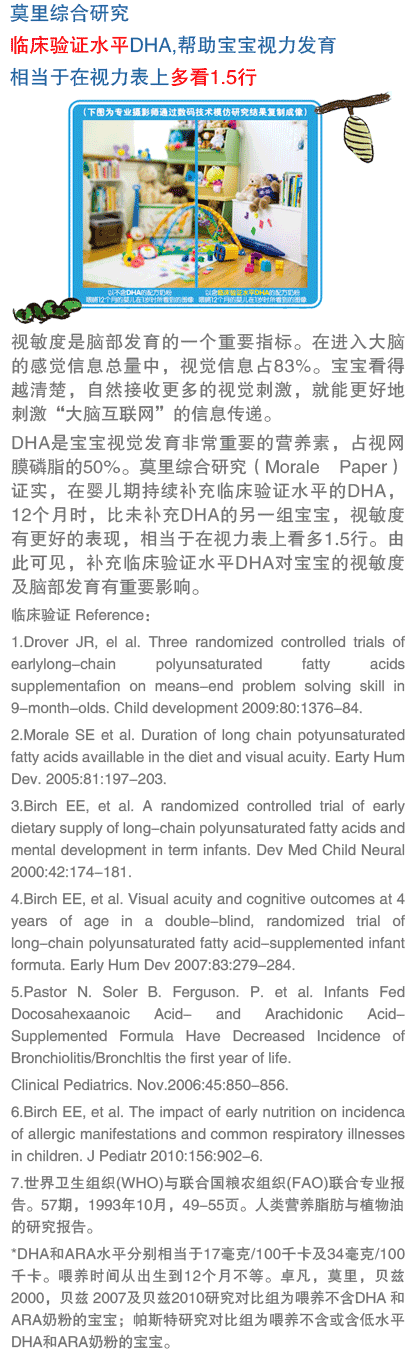 莫里综合研究
临床验证水平DHA,帮助宝宝视力发育
相当于在视力表上多看1.5行
（下图为专业摄影师通过数码技术模仿研究结果复制成像）
以不含DHA的配方奶粉
喂哺12个月的婴儿在1岁时所看到的图像
以含临床验证水平DHA的配方奶粉
喂哺12个月的婴儿在1岁时所看到的图像
视敏度是脑部发育的一个重要指标。在进入大脑
的感觉信息总量中，视觉信息占83%。宝宝看得
越清楚，自然接收更多的视觉刺激，就能更好地
刺激“大脑互联网”的信息传递。
DHA是宝宝视觉发育非常重要的营养素，占视网
膜磷脂的50%。莫里综合研究（Morale Paper）
证实，在婴儿期持续补充临床验证水平的DHA，
12个月时，比未补充DHA的另一组宝宝，视敏度
有更好的表现，相当于在视力表上看多1.5行。由
此可见，补充临床验证水平DHA对宝宝的视敏度
及脑部发育有重要影响。
临床验证 Reference：
1.Drover JR, el al. Three randomized controlled trials of
earlylong-chain polyunsaturated fatty acids
supplementafion on means-end problem solving skill in
9-month-olds. Child development 2009:80:1376-84.
2.Morale SE et al. Duration of long chain potyunsaturated
fatty acids availlable in the diet and visual acuity. Earty Hum
Dev. 2005:81:197-203.
3.Birch EE, et al. A randomized controlled trial of early
dietary supply of long-chain polyunsaturated fatty acids and
mental development in term infants. Dev Med Child Neural
2000:42:174-181.
4.Birch EE, et al. Visual acuity and cognitive outcomes at 4
years of age in a double-blind, randomized trial of
long-chain polyunsaturated fatty acid-supplemented infant
formuta. Early Hum Dev 2007:83:279-284.
5.Pastor N. Soler B. Ferguson. P. et al. Infants Fed
Docosahexaanoic Acid- and Arachidonic Acid-
Supplemented Formula Have Decreased Incidence of
Bronchiolitis/Bronchltis the first year of life.
Clinical Pediatrics. Nov.2006:45:850-856.
6.Birch EE, et al. The impact of early nutrition on incidenca
of allergic manifestations and common respiratory illnesses
in children. J Pediatr 2010:156:902-6.
7.世界卫生组织(WHO)与联合国粮农组织(FAO)联合专业报
告。57期，1993年10月，49-55页。人类营养脂肪与植物油
的研究报告。
*DHA和ARA水平分别相当于17毫克/100千卡及34毫克/100
千卡。喂养时间从出生到12个月不等。卓凡，莫里，贝兹
2000，贝兹 2007及贝兹2010研究对比组为喂养不含DHA 和
ARA奶粉的宝宝；帕斯特研究对比组为喂养不含或含低水平
DHA和ARA奶粉的宝宝。